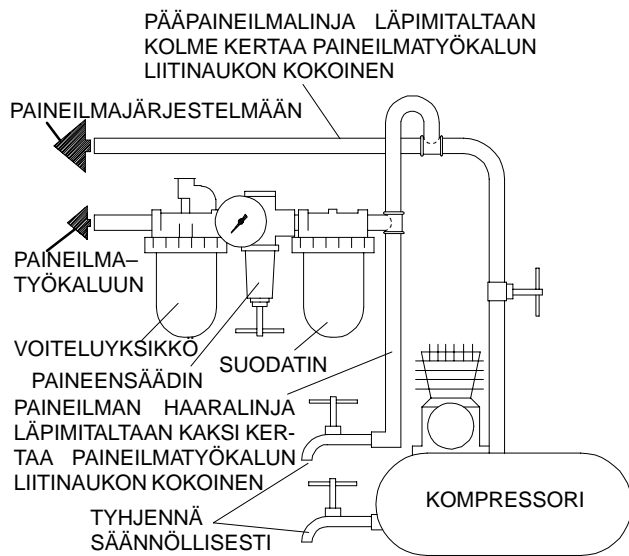 PÄÄPAINEILMALINJA LÄPIMITALTAAN
KOLME KERTAA PAINEILMATYÖKALUN
LIITINAUKON KOKOINEN
PAINEILMAJÄRJESTELMÄÄN
PAINEILMA–
TYÖKALUUN
VOITELUYKSIKKÖ
SUODATIN
PAINEENSÄÄDIN
PAINEILMAN HAARALINJA
LÄPIMITALTAAN KAKSI KER-
TAA PAINEILMATYÖKALUN
LIITINAUKON KOKOINEN
KOMPRESSORI
TYHJENNÄ
SÄÄNNÖLLISESTI